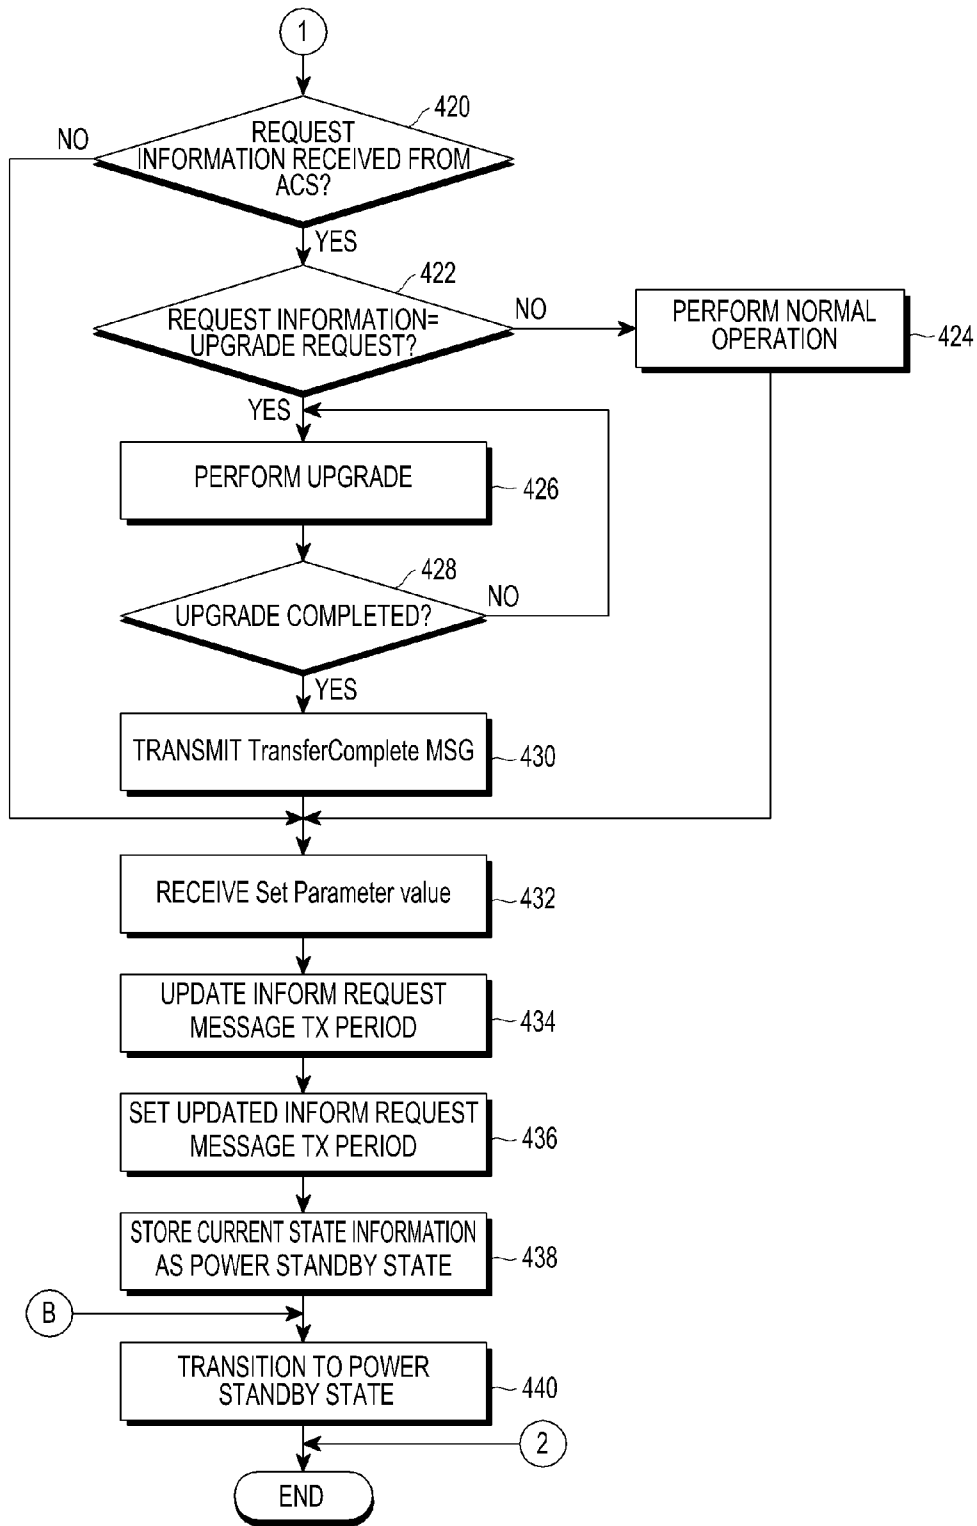 1
420
REQUEST
INFORMATION RECEIVED FROM
ACS?
NO
YES
422
REQUEST INFORMATION=
UPGRADE REQUEST?
NO
PERFORM NORMAL
OPERATION
424
YES
PERFORM UPGRADE
426
428
UPGRADE COMPLETED?
NO
YES
TRANSMIT TransferComplete MSG
430
RECEIVE Set Parameter value
432
UPDATE INFORM REQUEST
MESSAGE TX PERIOD
434
SET UPDATED INFORM REQUEST
MESSAGE TX PERIOD
436
STORE CURRENT STATE INFORMATION
AS POWER STANDBY STATE
438
B
TRANSITION TO POWER
STANDBY STATE
440
2
END